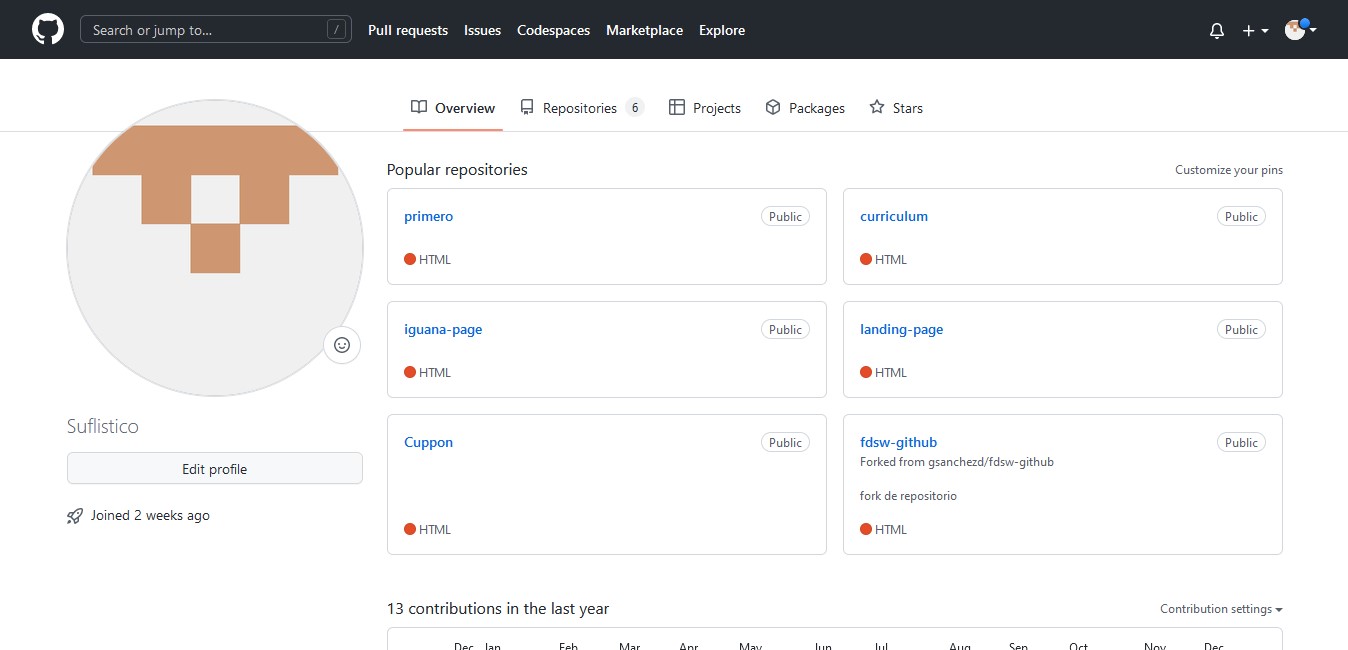 Search or jump to... / Pull requests Issues Codespaces Marketplace Explore
Overview Repositories 6 Projects Packages Stars
Popular repositories Customize your pins
primero Public
HTML
curriculum Public
HTML
iguana-page Public
HTML
landing-page Public
HTML
Cuppon Public
HTML
fdsw-github Public
Forked from gsanchezd/fdsw-github
fork de repositorio
HTML
Suflistico
Edit profile
Joined 2 weeks ago
13 contributions in the last year Contribution settings
Dec Jan Feb Mar Apr May Jun Jul Aug Sep Oct Nov Dec